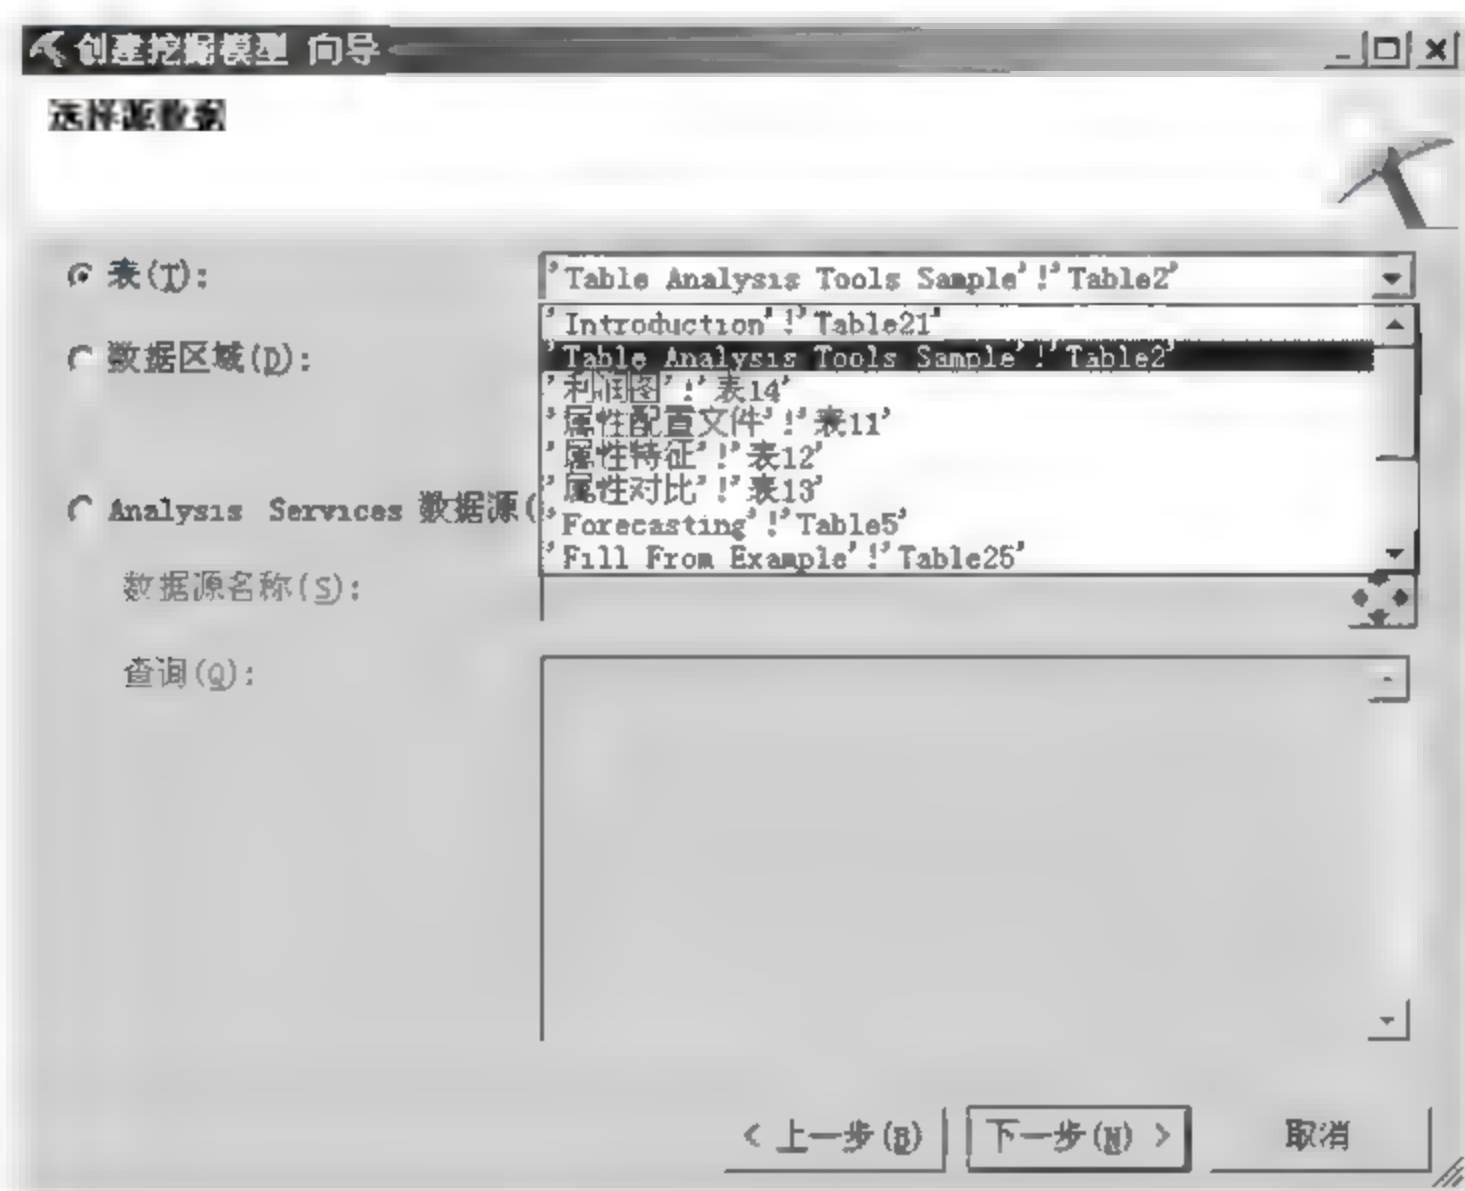 创建挖掘模型 向导
选择源数据
表(T):
'Table Analysis Tools Sample'!'Table2'
'Introduction'!'Table21'
'Table Analysis Tools Sample'!'Table2'
'利润图'!'表14'
'属性配置文件'!'表11'
'属性特征'!'表12'
'属性对比'!'表13'
'Forecasting'!'Table5'
'Fill From Example'!'Table25'
数据区域(D):
Analysis Services 数据源(
数据源名称(S):
查询(Q):
< 上一步(B)
下一步(N) >
取消